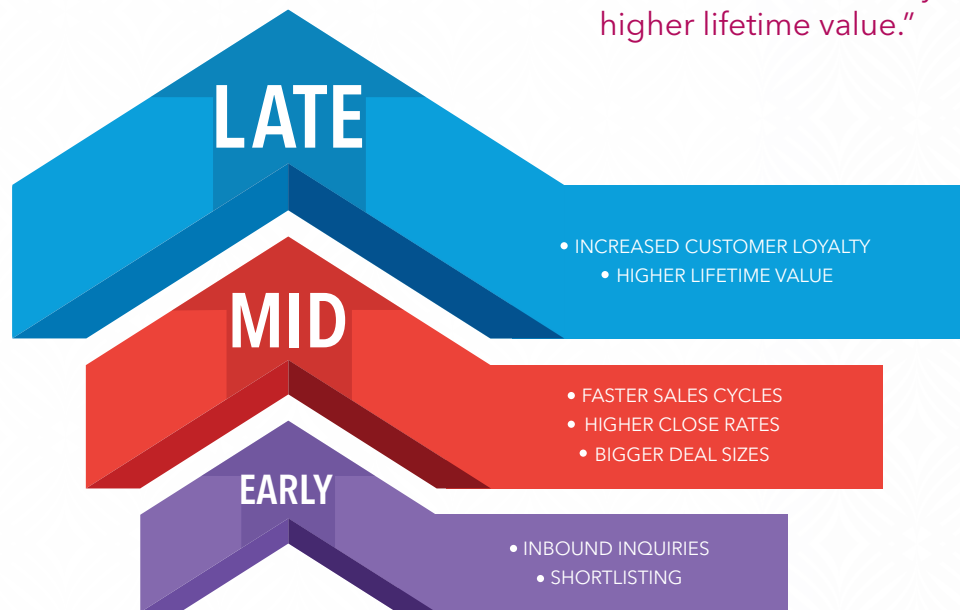 higher lifetime value.”
LATE
• INCREASED CUSTOMER LOYALTY
• HIGHER LIFETIME VALUE
MID
• FASTER SALES CYCLES
• HIGHER CLOSE RATES
• BIGGER DEAL SIZES
EARLY
• INBOUND INQUIRIES
• SHORTLISTING